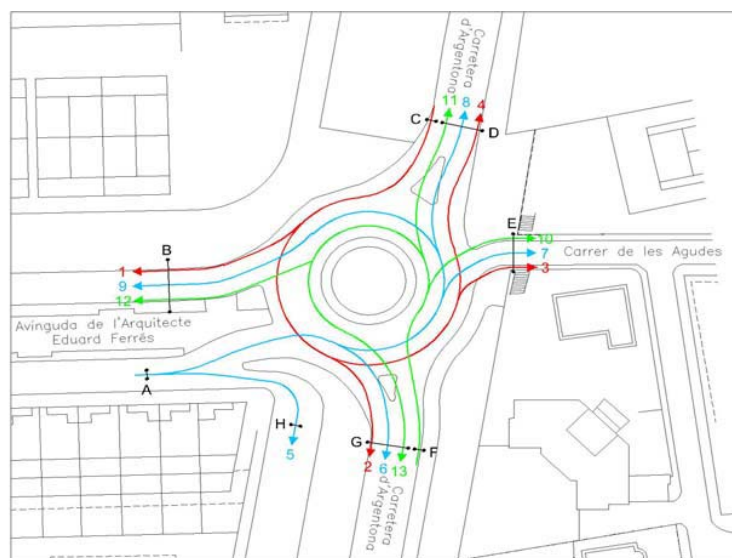 Carretera
d'Argentona
11
8
4
C
D
E
10
Carrer de les Agudes
7
3
B
1
9
12
Avinguda de l'Arquitecte
Eduard Ferrés
A
H
5
G
F
2
6
13
Carretera
d'Argentona